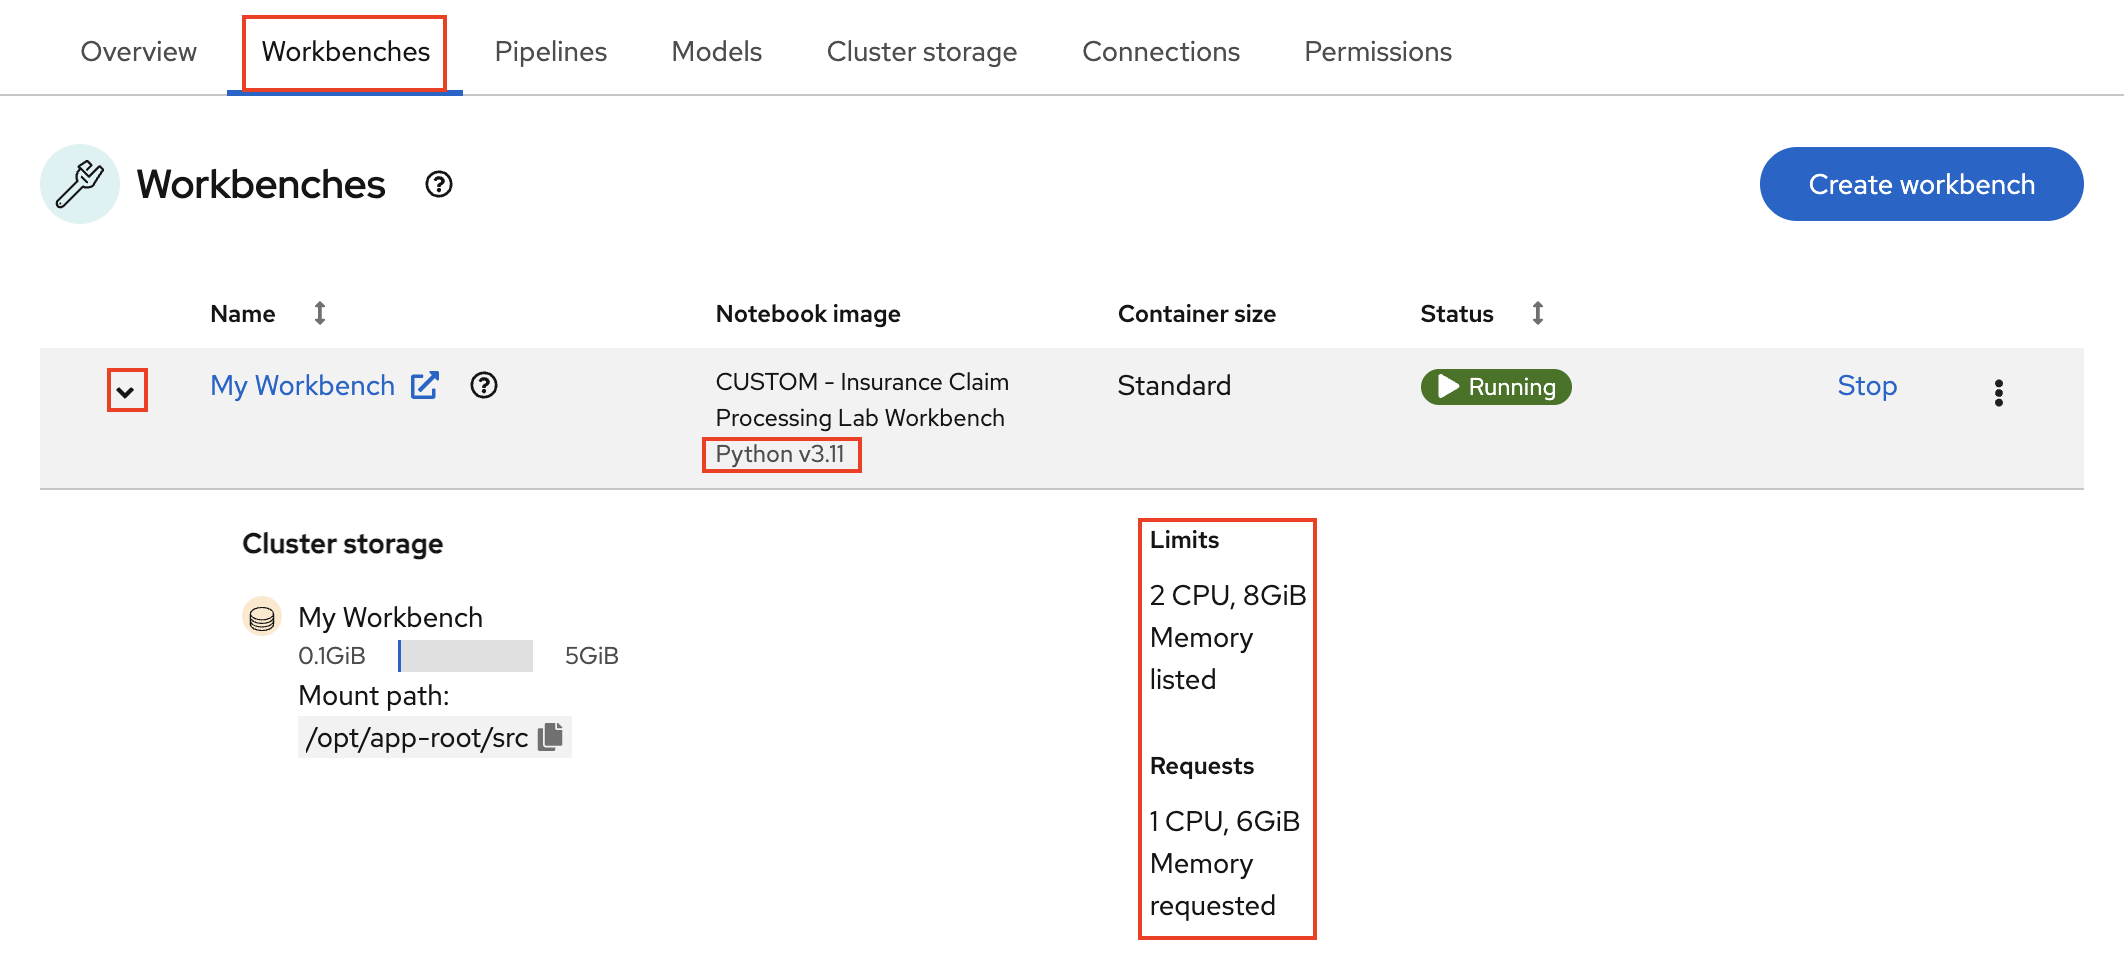 Overview Workbenches Pipelines Models Cluster storage Connections Permissions
Workbenches
Create workbench
Name Notebook image Container size Status
My Workbench
CUSTOM - Insurance Claim
Processing Lab Workbench
Python v3.11
Standard
Running
Stop
Cluster storage
My Workbench
0.1GiB 5GiB
Mount path:
/opt/app-root/src
Limits
2 CPU, 8GiB
Memory
listed
Requests
1 CPU, 6GiB
Memory
requested